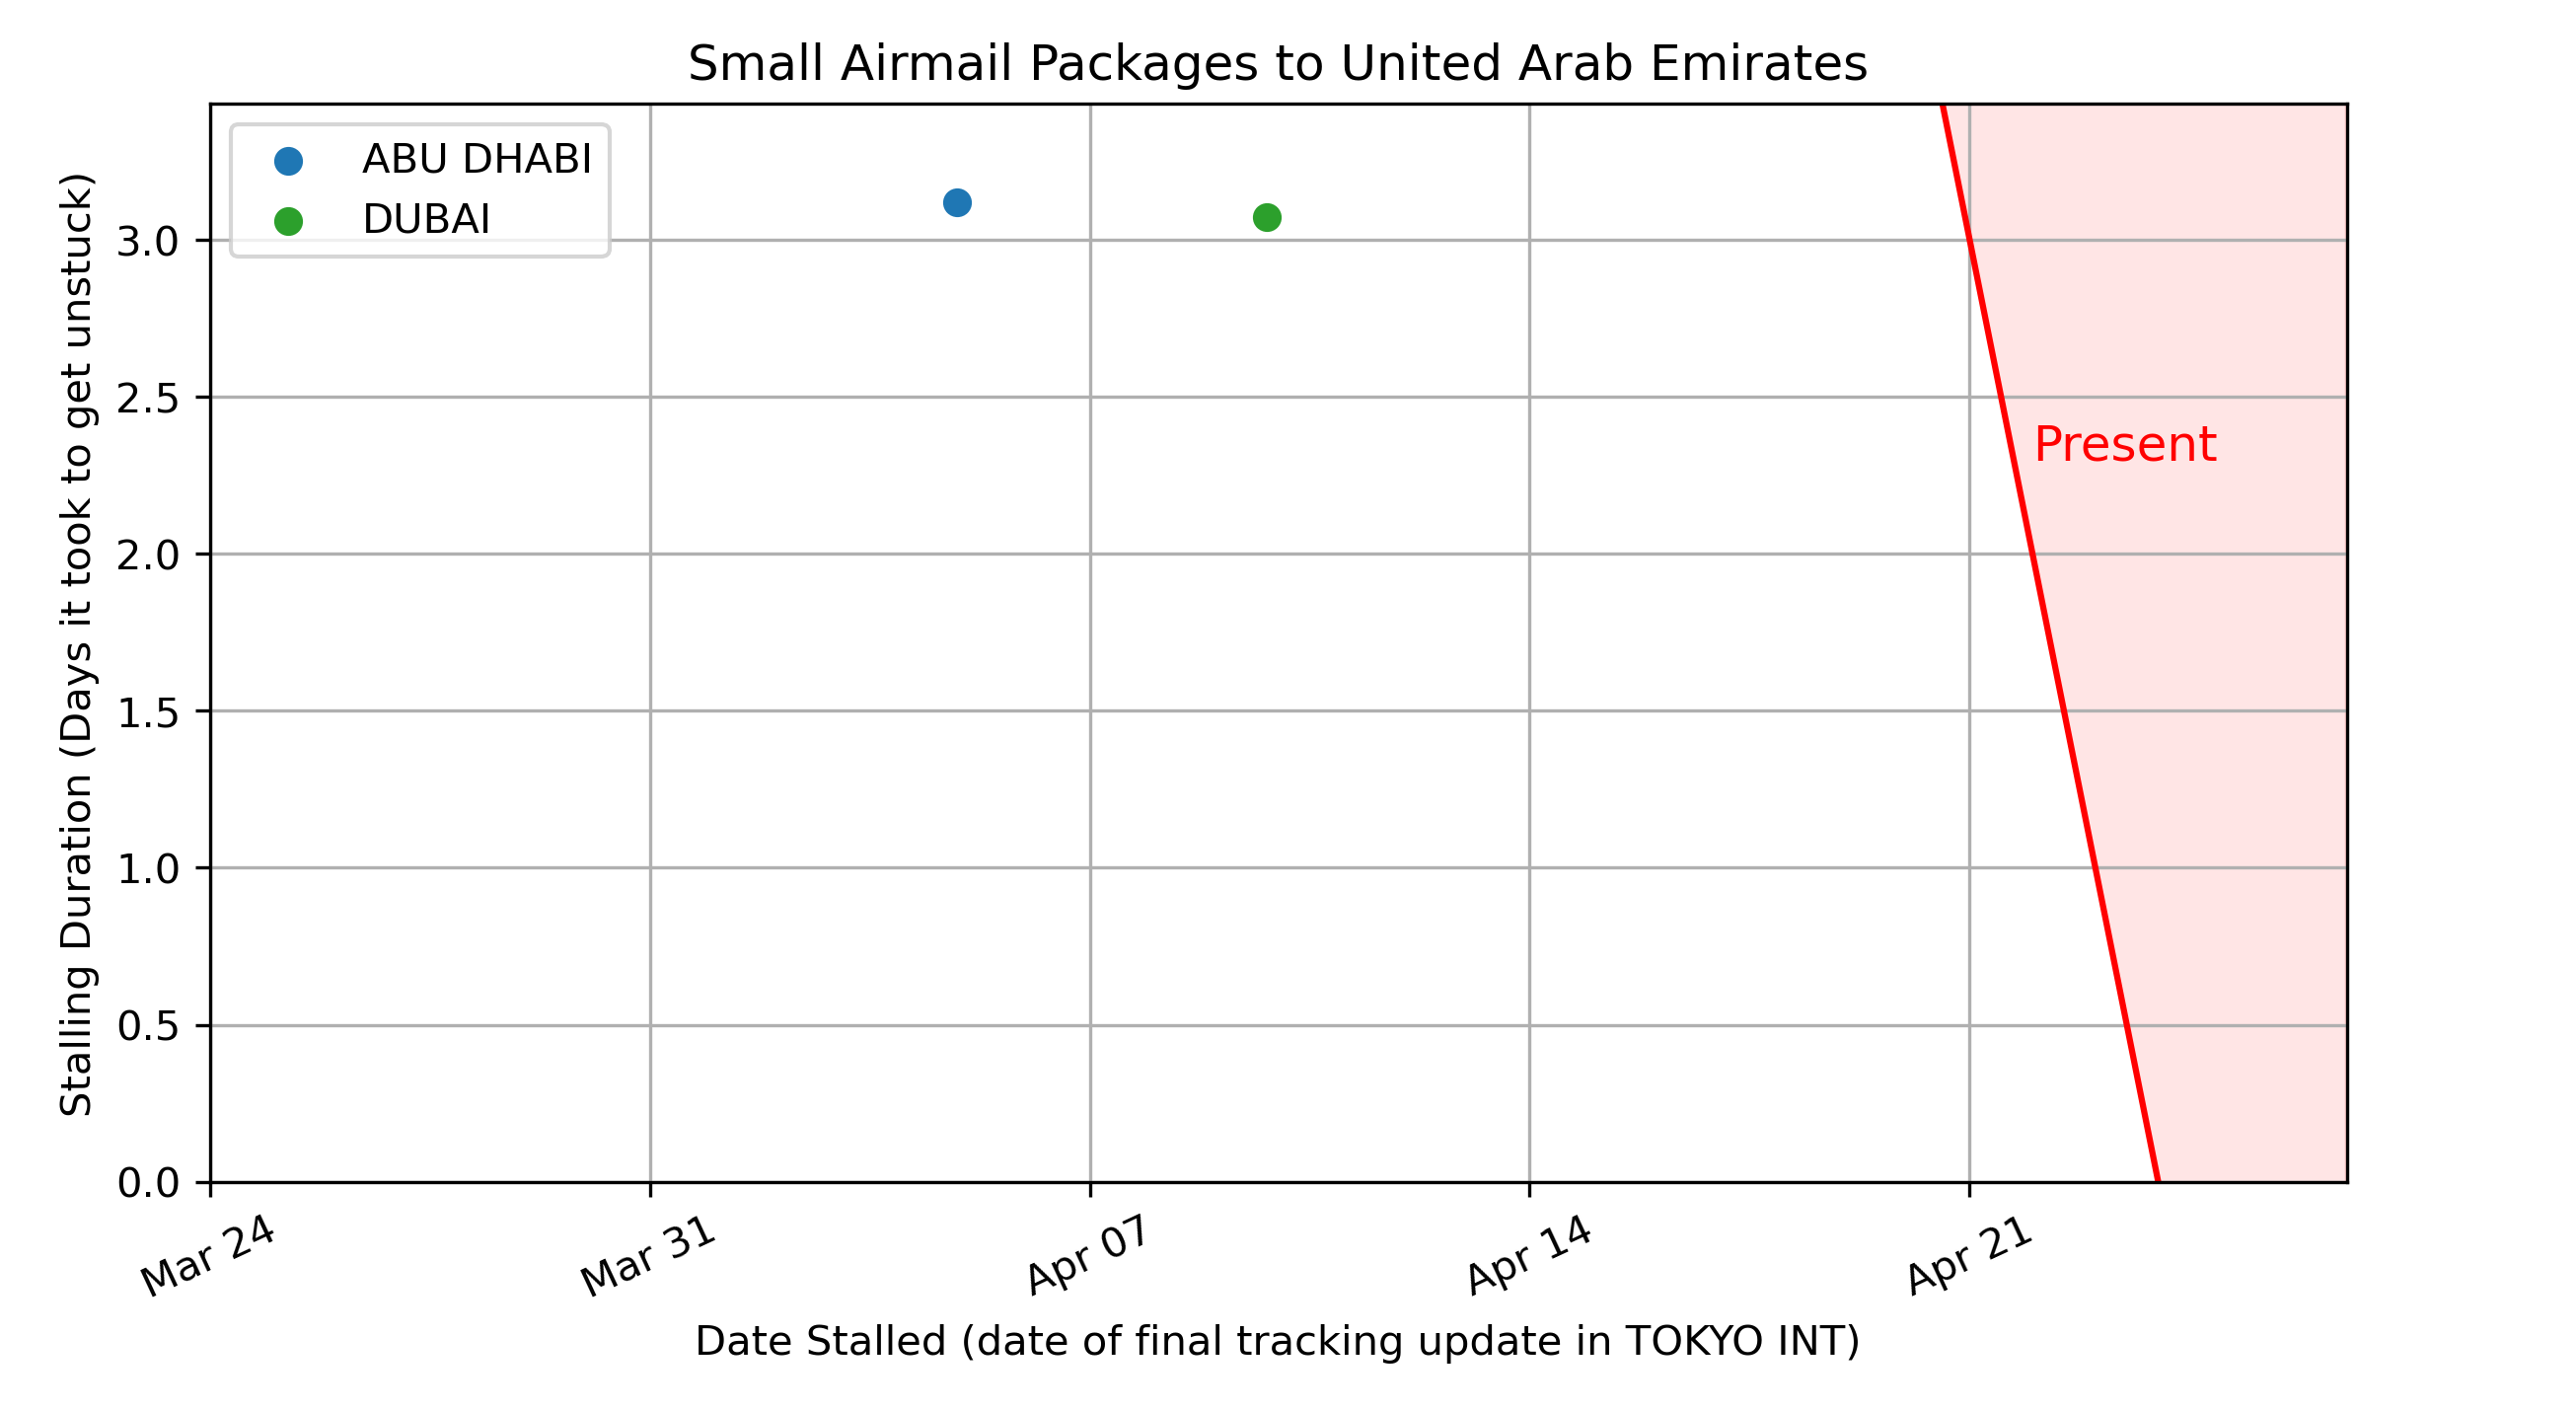 Small Airmail Packages to United Arab Emirates
ABU DHABI
DUBAI
Stalling Duration (Days it took to get unstuck)
3.0
2.5
2.0
1.5
1.0
0.5
0.0
Present
Mar 24
Mar 31
Apr 07
Apr 14
Apr 21
Date Stalled (date of final tracking update in TOKYO INT)